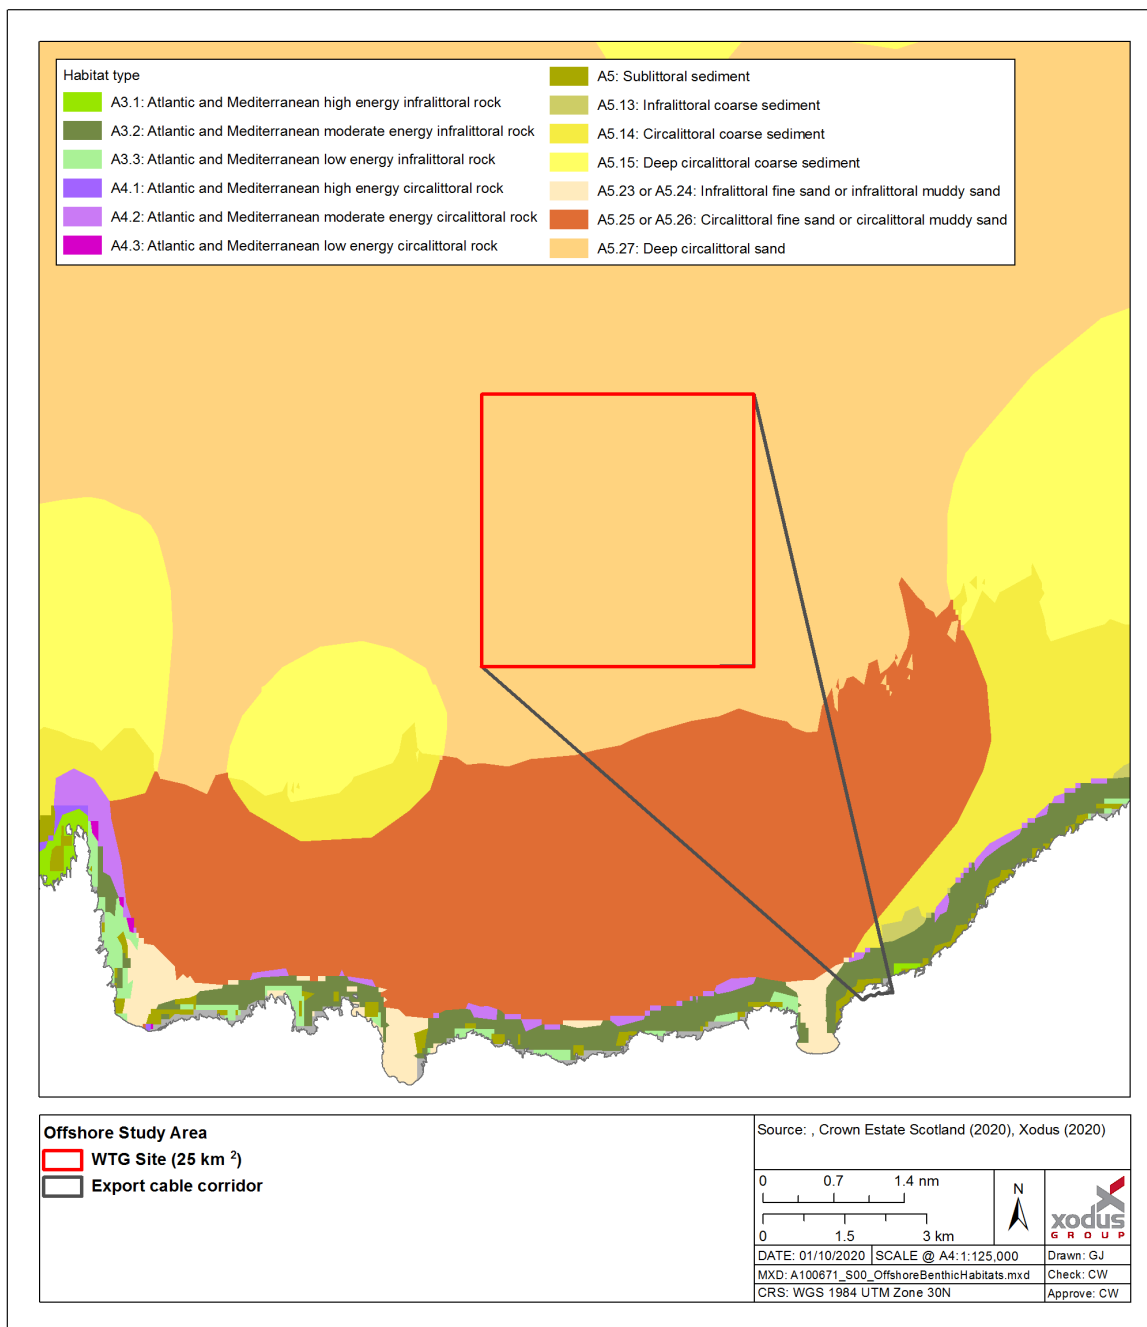 Habitat type
A3.1: Atlantic and Mediterranean high energy infralittoral rock
A3.2: Atlantic and Mediterranean moderate energy infralittoral rock
A3.3: Atlantic and Mediterranean low energy infralittoral rock
A4.1: Atlantic and Mediterranean high energy circalittoral rock
A4.2: Atlantic and Mediterranean moderate energy circalittoral rock
A4.3: Atlantic and Mediterranean low energy circalittoral rock
A5: Sublittoral sediment
A5.13: Infralittoral coarse sediment
A5.14: Circalittoral coarse sediment
A5.15: Deep circalittoral coarse sediment
A5.23 or A5.24: Infralittoral fine sand or infralittoral muddy sand
A5.25 or A5.26: Circalittoral fine sand or circalittoral muddy sand
A5.27: Deep circalittoral sand
Offshore Study Area
WTG Site (25 km ²)
Export cable corridor
Source: , Crown Estate Scotland (2020), Xodus (2020)
0 0.7 1.4 nm
0 1.5 3 km
N
xodus
GROUP
DATE: 01/10/2020 SCALE @ A4:1:125,000
Drawn: GJ
MXD: A100671_S00_OffshoreBenthicHabitats.mxd
Check: CW
CRS: WGS 1984 UTM Zone 30N
Approve: CW